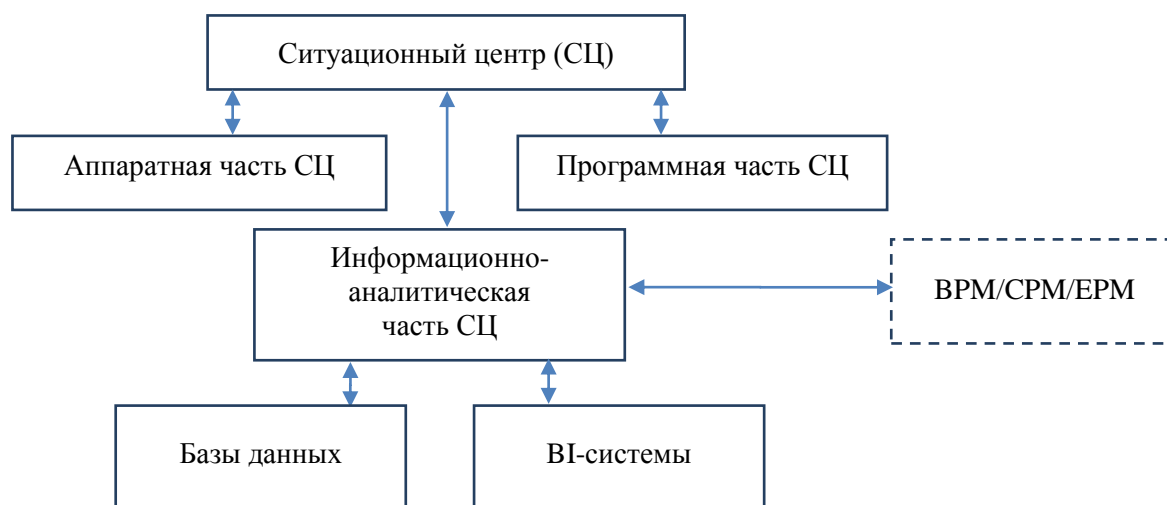 Ситуационный центр (СЦ)
Аппаратная часть СЦ
Программная часть СЦ
Информационно-
аналитическая
часть СЦ
BPM/CPM/EPM
Базы данных
BI-системы